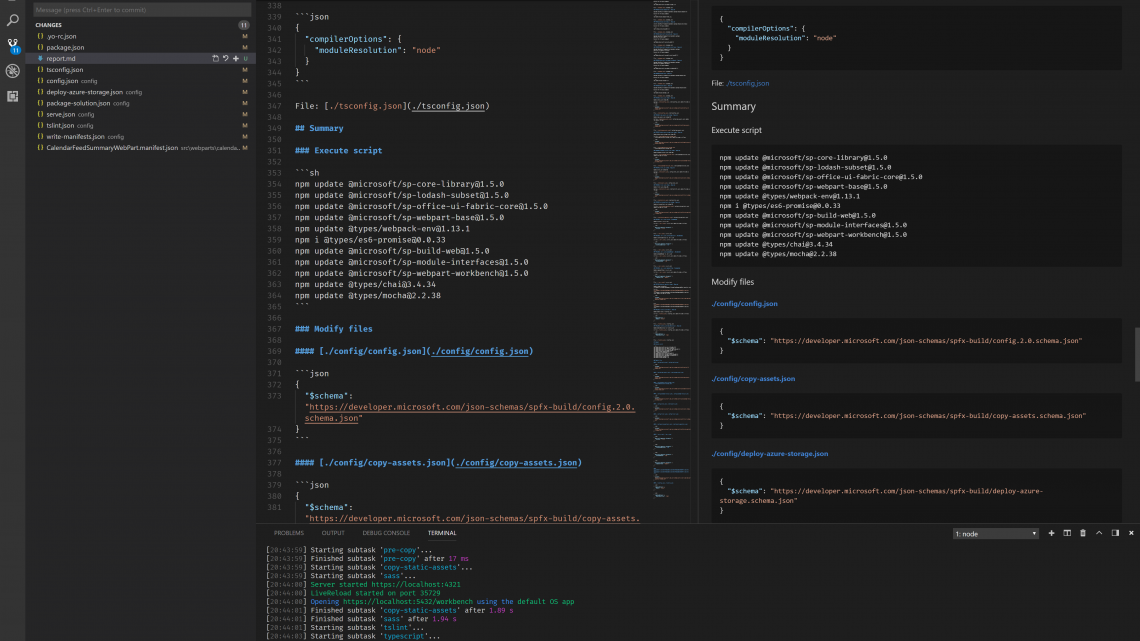 Message (press Ctrl+Enter to commit)
CHANGES 11
{} .yo-rc.json M
{} package.json M
report.md U
{} tsconfig.json M
{} config.json config M
{} deploy-azure-storage.json config M
{} package-solution.json config M
{} serve.json config M
{} tslint.json config M
{} write-manifests.json config M
{} CalendarFeedSummaryWebPart.manifest.json src\webparts\calenda... M
11
338
339 ```json
340 {
341 "compilerOptions": {
342 "moduleResolution": "node"
343 }
344 }
345 ```
346
347 File: [./tsconfig.json](./tsconfig.json)
348
349 ## Summary
350
351 ### Execute script
352
353 ```sh
354 npm update @microsoft/sp-core-library@1.5.0
355 npm update @microsoft/sp-lodash-subset@1.5.0
356 npm update @microsoft/sp-office-ui-fabric-core@1.5.0
357 npm update @microsoft/sp-webpart-base@1.5.0
358 npm update @types/webpack-env@1.13.1
359 npm i @types/es6-promise@0.0.33
360 npm update @microsoft/sp-build-web@1.5.0
361 npm update @microsoft/sp-module-interfaces@1.5.0
362 npm update @microsoft/sp-webpart-workbench@1.5.0
363 npm update @types/chai@3.4.34
364 npm update @types/mocha@2.2.38
365 ```
366
367 ### Modify files
368
369 #### [./config/config.json](./config/config.json)
370
371 ```json
372 {
373 "$schema":
"https://developer.microsoft.com/json-schemas/spfx-build/config.2.0.
schema.json"
374 }
375 ```
376
377 #### [./config/copy-assets.json](./config/copy-assets.json)
378
379 ```json
380 {
381 "$schema":
"https://developer.microsoft.com/json-schemas/spfx-build/copy-assets.
{
"compilerOptions": {
"moduleResolution": "node"
}
}
File: ./tsconfig.json
Summary
Execute script
npm update @microsoft/sp-core-library@1.5.0
npm update @microsoft/sp-lodash-subset@1.5.0
npm update @microsoft/sp-office-ui-fabric-core@1.5.0
npm update @microsoft/sp-webpart-base@1.5.0
npm update @types/webpack-env@1.13.1
npm i @types/es6-promise@0.0.33
npm update @microsoft/sp-build-web@1.5.0
npm update @microsoft/sp-module-interfaces@1.5.0
npm update @microsoft/sp-webpart-workbench@1.5.0
npm update @types/chai@3.4.34
npm update @types/mocha@2.2.38
Modify files
./config/config.json
{
"$schema": "https://developer.microsoft.com/json-schemas/spfx-build/config.2.0.schema.json"
}
./config/copy-assets.json
{
"$schema": "https://developer.microsoft.com/json-schemas/spfx-build/copy-assets.schema.json"
}
./config/deploy-azure-storage.json
{
"$schema": "https://developer.microsoft.com/json-schemas/spfx-build/deploy-azure-
storage.schema.json"
}
PROBLEMS OUTPUT DEBUG CONSOLE TERMINAL 1: node
[20:43:59] Starting subtask 'pre-copy'...
[20:43:59] Finished subtask 'pre-copy' after 17 ms
[20:43:59] Starting subtask 'copy-static-assets'...
[20:43:59] Starting subtask 'sass'...
[20:44:00] Server started https://localhost:4321
[20:44:00] LiveReload started on port 35729
[20:44:00] Opening https://localhost:5432/workbench using the default OS app
[20:44:01] Finished subtask 'copy-static-assets' after 1.89 s
[20:44:01] Finished subtask 'sass' after 1.94 s
[20:44:01] Starting subtask 'tslint'...
[20:44:03] Starting subtask 'typescript'...